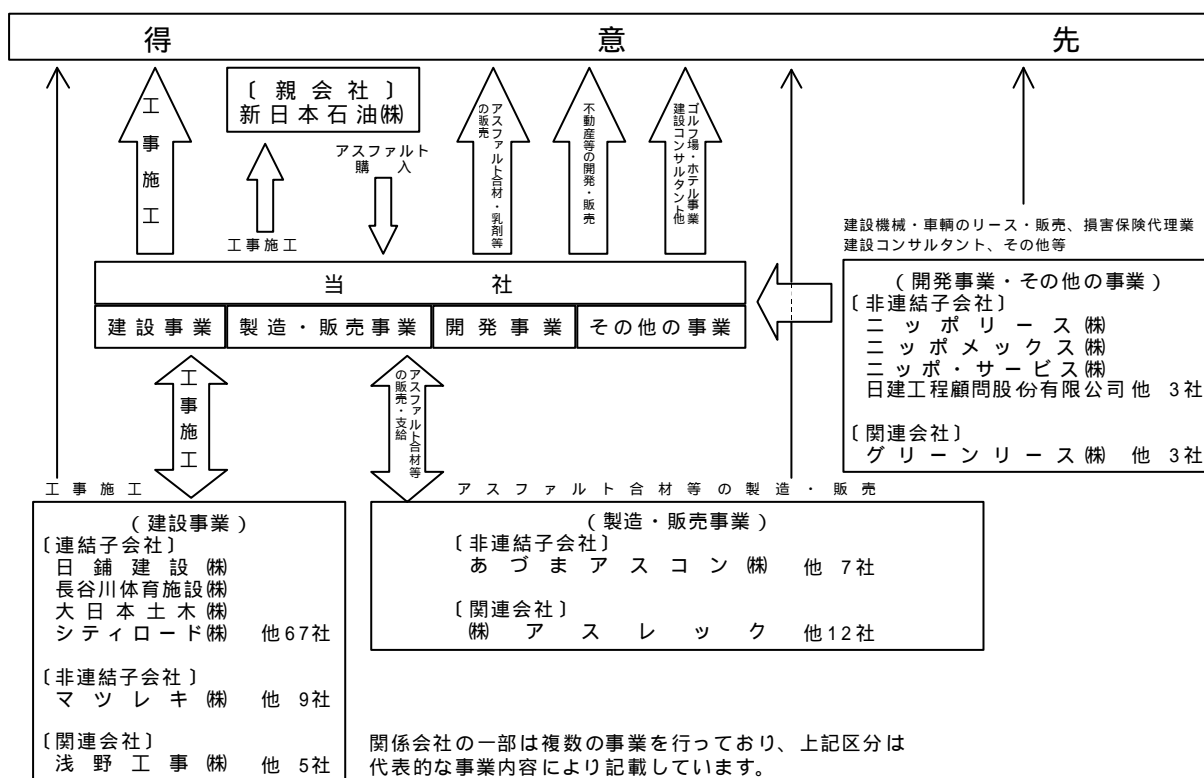 得意先
工事施工
〔親会社〕
新日本石油㈱
工事施工
アスファルト
購入
アスファルト合材・乳剤等
の販売
不動産等の開発・販売
ゴルフ場・ホテル事業
建設コンサルタント他
建設機械・車輌のリース・販売、損害保険代理業
建設コンサルタント、その他等
当社
建設事業
製造・販売事業
開発事業
その他の事業
(開発事業・その他の事業)
〔非連結子会社〕
ニッポリース㈱
ニッポメックス㈱
ニッポ・サービス㈱
日建工程顧問股份有限公司 他 3社
〔関連会社〕
グリーンリース㈱ 他 3社
工事施工
アスファルト合材等
の販売・支給
工事施工
アスファルト合材等の製造・販売
(建設事業)
〔連結子会社〕
日鋪建設㈱
長谷川体育施設㈱
大日本土木㈱
シティロード㈱ 他67社
〔非連結子会社〕
マツレキ㈱ 他 9社
〔関連会社〕
浅野工事㈱ 他 5社
(製造・販売事業)
〔非連結子会社〕
あづまアスコン㈱ 他 7社
〔関連会社〕
㈱アスレック 他12社
関係会社の一部は複数の事業を行っており、上記区分は
代表的な事業内容により記載しています。